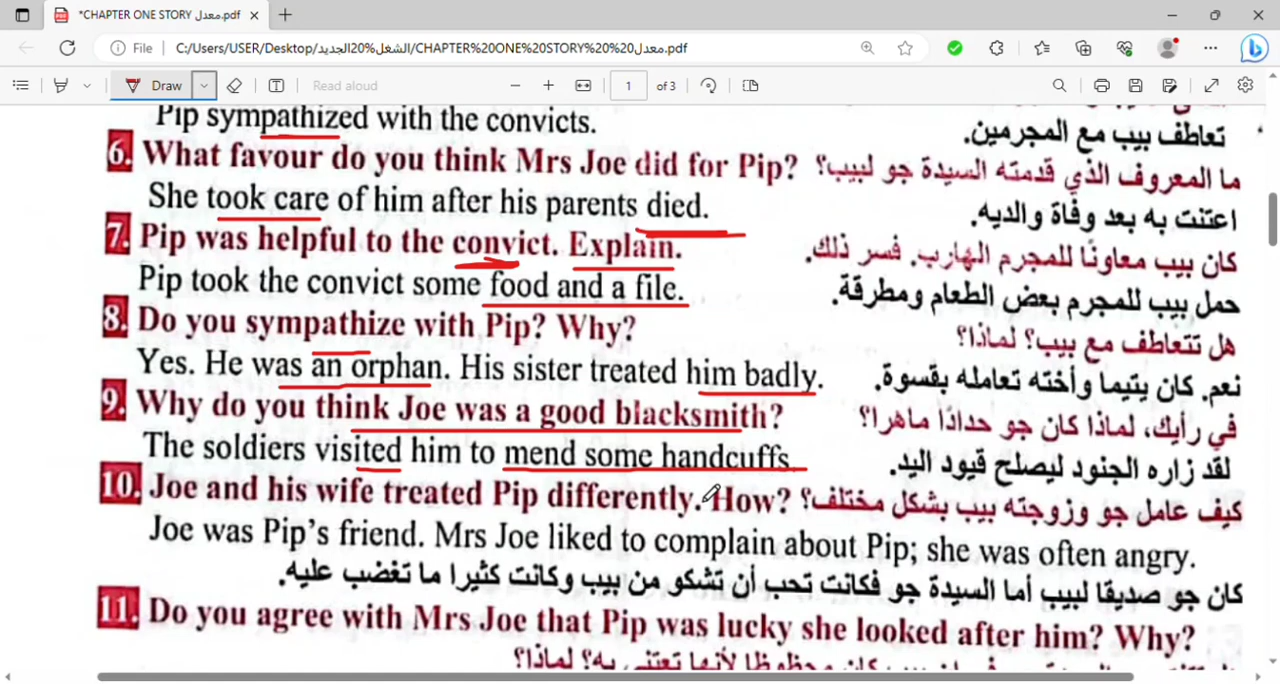 *CHAPTER ONE STORY معدل.pdf
File C:/Users/USER/Desktop/الشغل%20الجديد/CHAPTER%20ONE%20STORY%20%20معدل.pdf
Draw Read aloud 1 of 3
Pip sympathized with the convicts.
تعاطف بيب مع المجرمين.
6. What favour do you think Mrs Joe did for Pip? ما المعروف الذي قدمته السيدة جو لبيب؟
She took care of him after his parents died.
اعتنت به بعد وفاة والديه.
7. Pip was helpful to the convict. Explain.
كان بيب معاونًا للمجرم الهارب. فسر ذلك.
Pip took the convict some food and a file.
حمل بيب للمجرم بعض الطعام ومطرقة.
8. Do you sympathize with Pip? Why?
هل تتعاطف مع بيب؟ لماذا؟
Yes. He was an orphan. His sister treated him badly.
نعم. كان يتيما وأخته تعامله بقسوة.
9. Why do you think Joe was a good blacksmith?
في رأيك، لماذا كان جو حدادًا ماهرا؟
The soldiers visited him to mend some handcuffs.
لقد زاره الجنود ليصلح قيود اليد.
10. Joe and his wife treated Pip differently. How? كيف عامل جو وزوجته بيب بشكل مختلف؟
Joe was Pip's friend. Mrs Joe liked to complain about Pip; she was often angry.
كان جو صديقا لبيب أما السيدة جو فكانت تحب أن تشكو من بيب وكانت كثيرا ما تغضب عليه.
11. Do you agree with Mrs Joe that Pip was lucky she looked after him? Why?
بيب كان محظوظا لأنها تعتني به؟ لماذا؟